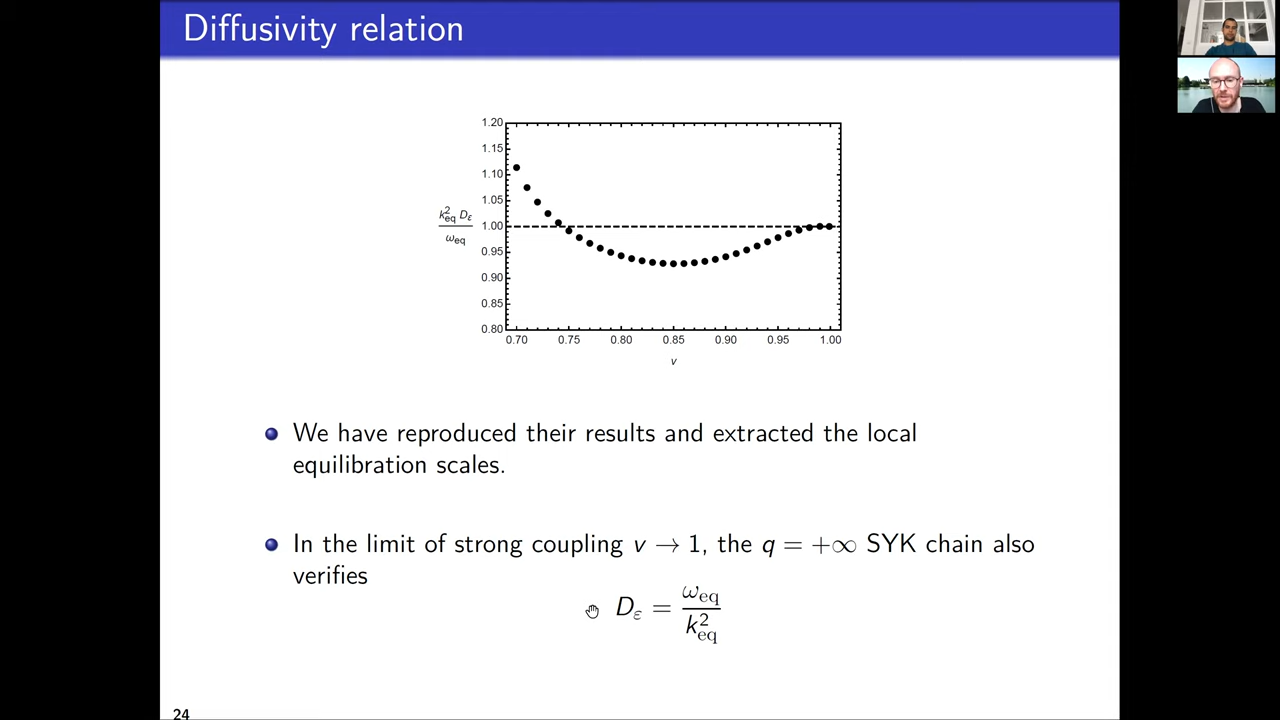 Diffusivity relation
1.20
1.15
1.10
1.05
1.00
0.95
0.90
0.85
0.80
k²eq Dε
ωeq
0.70 0.75 0.80 0.85 0.90 0.95 1.00
v
We have reproduced their results and extracted the local
equilibration scales.
In the limit of strong coupling v → 1, the q = +∞ SYK chain also
verifies
Dε = ωeq / k²eq
24